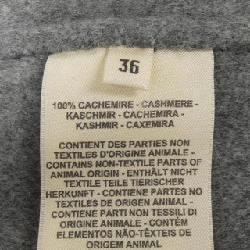 36
100% CACHEMIRE - CASHMERE -
KASCHMIR - CACHEMIRA -
KASHMIR - CAXEMIRA
CONTIENT DES PARTIES NON
TEXTILES D'ORIGINE ANIMALE -
CONTAINS NON-TEXTILE PARTS OF
ANIMAL ORIGIN - ENTHÄLT NICHT
TEXTILE TEILE TIERISCHER
HERKUNFT - CONTIENE PARTES
NO TEXTILES DE ORIGEN ANIMAL -
CONTIENE PARTI NON TESSILI DI
ORIGINE ANIMALE - CONTÉM
ELEMENTOS NÃO-TÊXTEIS DE
ORIGEM ANIMAL